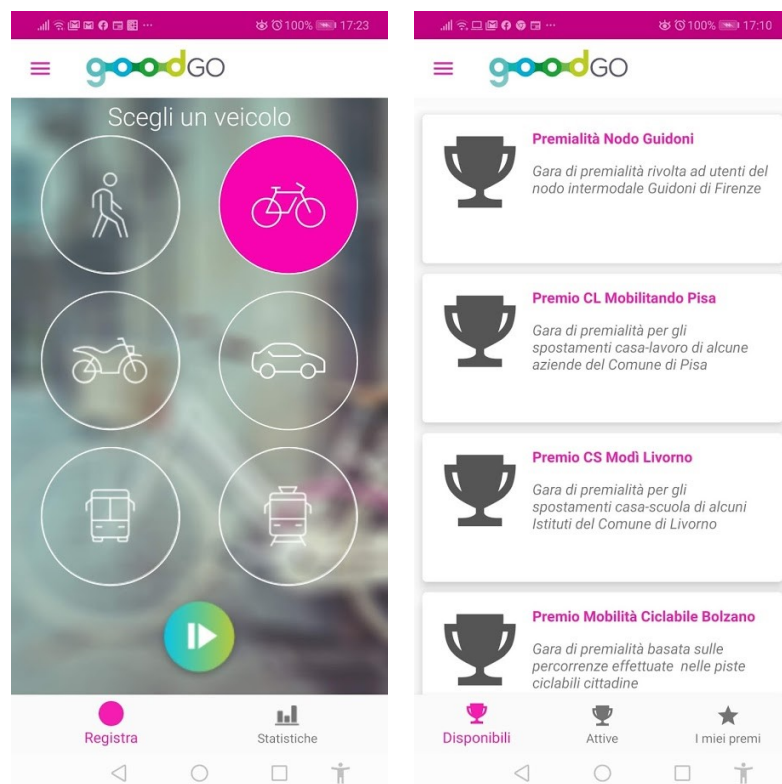 100% 17:23
goodGO
Scegli un veicolo
Registra
Statistiche
100% 17:10
goodGO
Premialità Nodo Guidoni
Gara di premialità rivolta ad utenti del
nodo intermodale Guidoni di Firenze
Premio CL Mobilitando Pisa
Gara di premialità per gli
spostamenti casa-lavoro di alcune
aziende del Comune di Pisa
Premio CS Modì Livorno
Gara di premialità per gli
spostamenti casa-scuola di alcuni
Istituti del Comune di Livorno
Premio Mobilità Ciclabile Bolzano
Gara di premialità basata sulle
percorrenze effettuate nelle piste
ciclabili cittadine
Disponibili
Attive
I miei premi